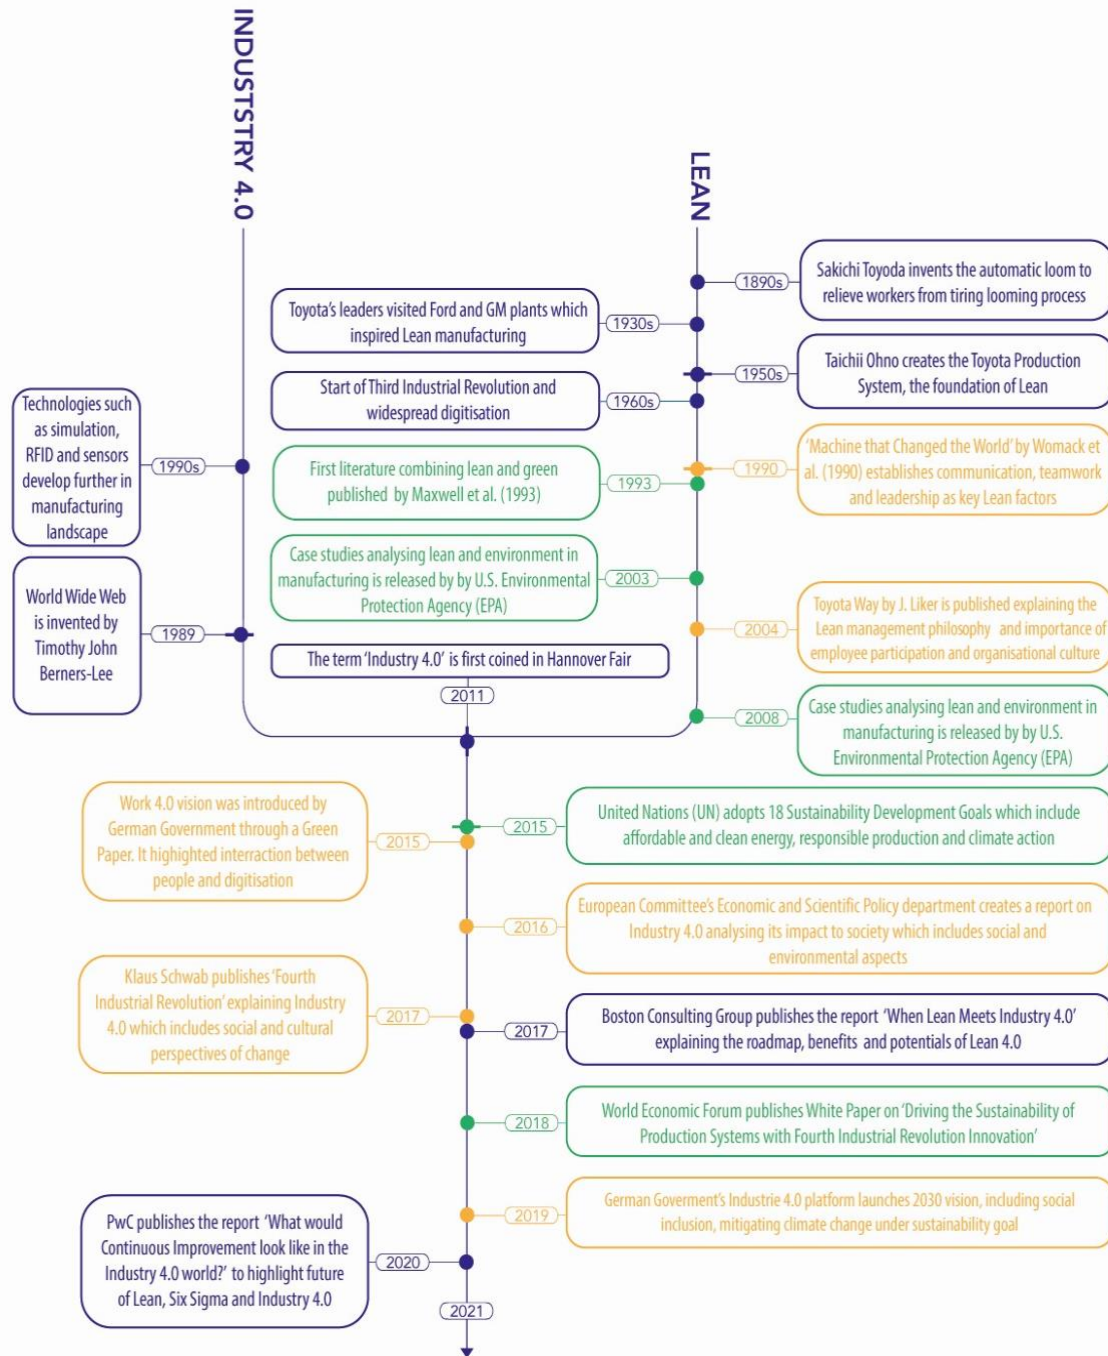 INDUSTSTRY 4.0
LEAN
1890s
Sakichi Toyoda invents the automatic loom to
relieve workers from tiring looming process
Toyota's leaders visited Ford and GM plants which
inspired Lean manufacturing
1930s
1950s
Taichii Ohno creates the Toyota Production
System, the foundation of Lean
Start of Third Industrial Revolution and
widespread digitisation
1960s
Technologies such
as simulation,
RFID and sensors
develop further in
manufacturing
landscape
1990s
1990
'Machine that Changed the World' by Womack et
al. (1990) establishes communication, teamwork
and leadership as key Lean factors
First literature combining lean and green
published by Maxwell et al. (1993)
1993
Case studies analysing lean and environment in
manufacturing is released by by U.S. Environmental
Protection Agency (EPA)
2003
World Wide Web
is invented by
Timothy John
Berners-Lee
1989
2004
Toyota Way by J. Liker is published explaining the
Lean management philosophy and importance of
employee participation and organisational culture
The term 'Industry 4.0' is first coined in Hannover Fair
2011
2008
Case studies analysing lean and environment in
manufacturing is released by by U.S.
Environmental Protection Agency (EPA)
Work 4.0 vision was introduced by
German Government through a Green
Paper. It highlighted interraction between
people and digitisation
2015
2015
United Nations (UN) adopts 18 Sustainability Development Goals which include
affordable and clean energy, responsible production and climate action
2016
European Committee's Economic and Scientific Policy department creates a report on
Industry 4.0 analysing its impact to society which includes social and
environmental aspects
Klaus Schwab publishes 'Fourth
Industrial Revolution' explaining Industry
4.0 which includes social and cultural
perspectives of change
2017
2017
Boston Consulting Group publishes the report 'When Lean Meets Industry 4.0'
explaining the roadmap, benefits and potentials of Lean 4.0
2018
World Economic Forum publishes White Paper on 'Driving the Sustainability of
Production Systems with Fourth Industrial Revolution Innovation'
2019
German Goverment's Industrie 4.0 platform launches 2030 vision, including social
inclusion, mitigating climate change under sustainability goal
PwC publishes the report 'What would
Continuous Improvement look like in the
Industry 4.0 world?' to highlight future
of Lean, Six Sigma and Industry 4.0
2020
2021